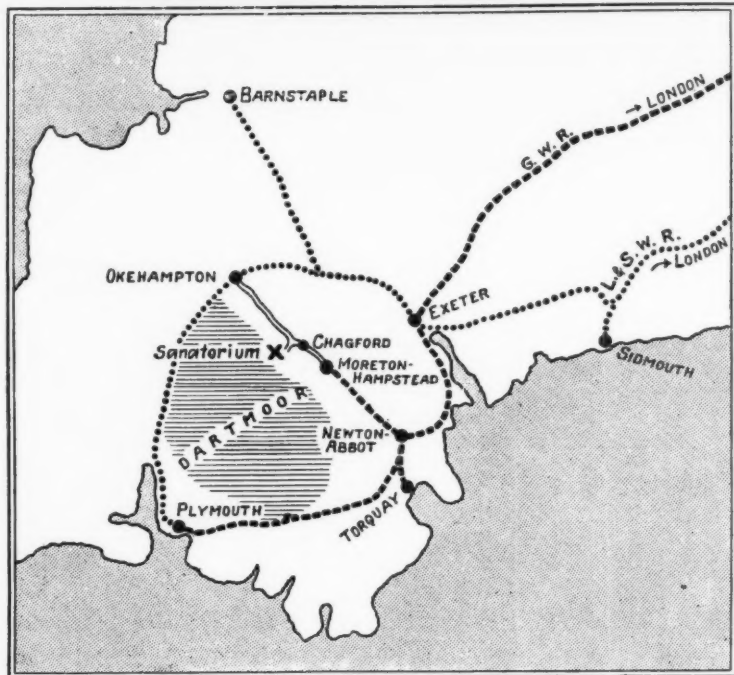 BARNSTAPLE
→ LONDON
G. W. R.
L. & S. W. R.
→ LONDON
OKEHAMPTON
EXETER
CHAGFORD
Sanatorium
MORETON-
HAMPSTEAD
SIDMOUTH
DARTMOOR
NEWTON-
ABBOT
PLYMOUTH
TORQUAY